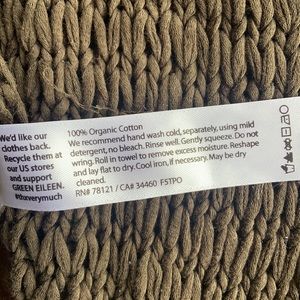 We'd like our
clothes back.
Recycle them at
our US stores
and support
GREEN EILEEN.
#thxverymuch
100% Organic Cotton
We recommend hand wash cold, separately, using mild
detergent, no bleach. Rinse well. Gently squeeze. Do not
wring. Roll in towel to remove excess moisture. Reshape
and lay flat to dry. Cool iron, if necessary. May be dry
cleaned.
RN# 78121 / CA# 34460 F5TPO